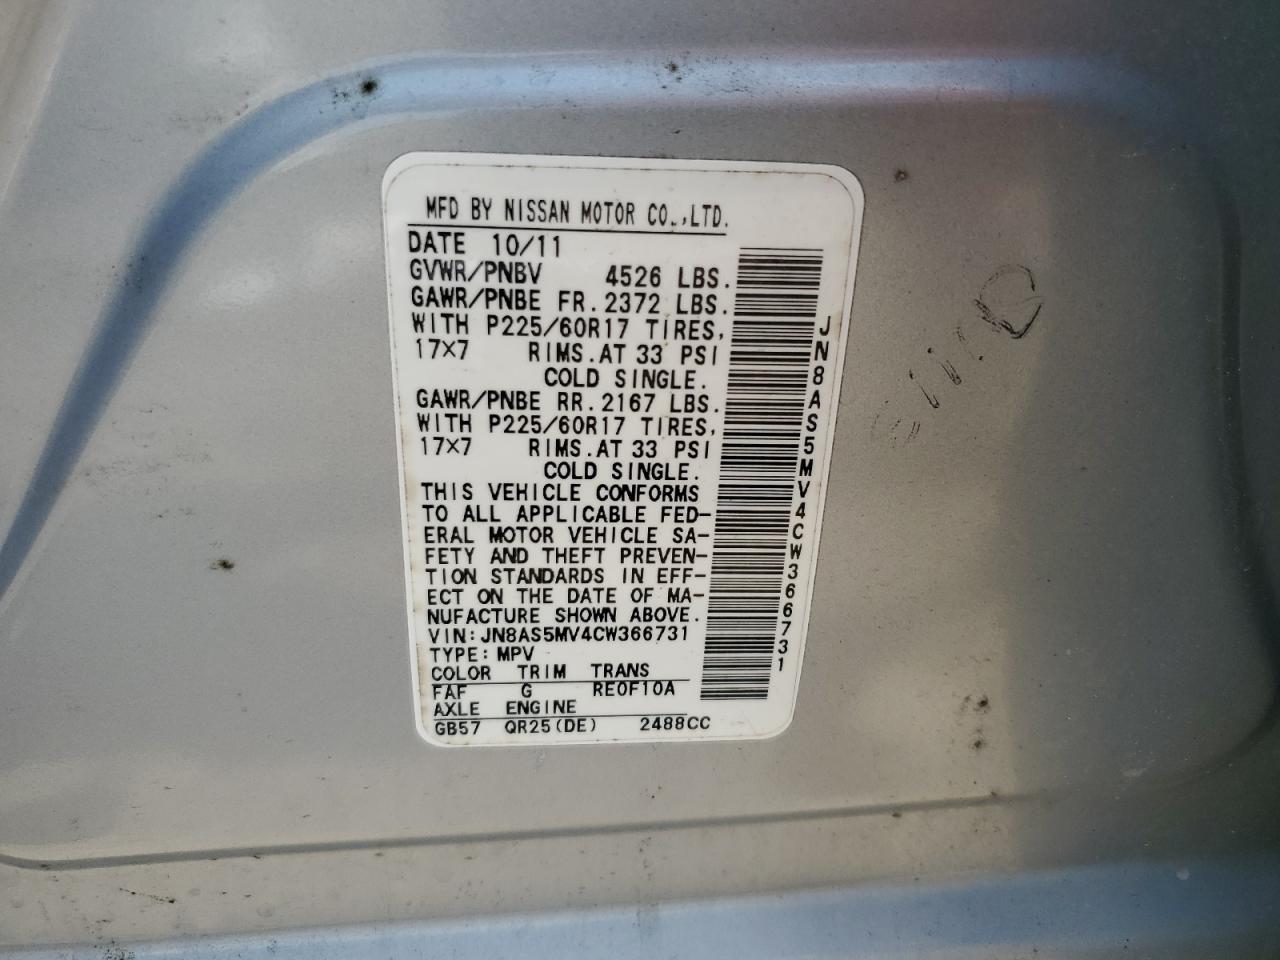 MFD BY NISSAN MOTOR CO.,LTD.
DATE 10/11
GVWR/PNBV 4526 LBS.
GAWR/PNBE FR.2372 LBS.
WITH P225/60R17 TIRES,
17×7 RIMS.AT 33 PSI
COLD SINGLE.
GAWR/PNBE RR.2167 LBS.
WITH P225/60R17 TIRES,
17×7 RIMS.AT 33 PSI
COLD SINGLE.
THIS VEHICLE CONFORMS
TO ALL APPLICABLE FED-
ERAL MOTOR VEHICLE SA-
FETY AND THEFT PREVEN-
TION STANDARDS IN EFF-
ECT ON THE DATE OF MA-
NUFACTURE SHOWN ABOVE.
VIN:JN8AS5MV4CW366731
TYPE:MPV
COLOR TRIM TRANS
FAF G RE0F10A
AXLE ENGINE
GB57 QR25(DE) 2488CC
JN8AS5MV4CW366731